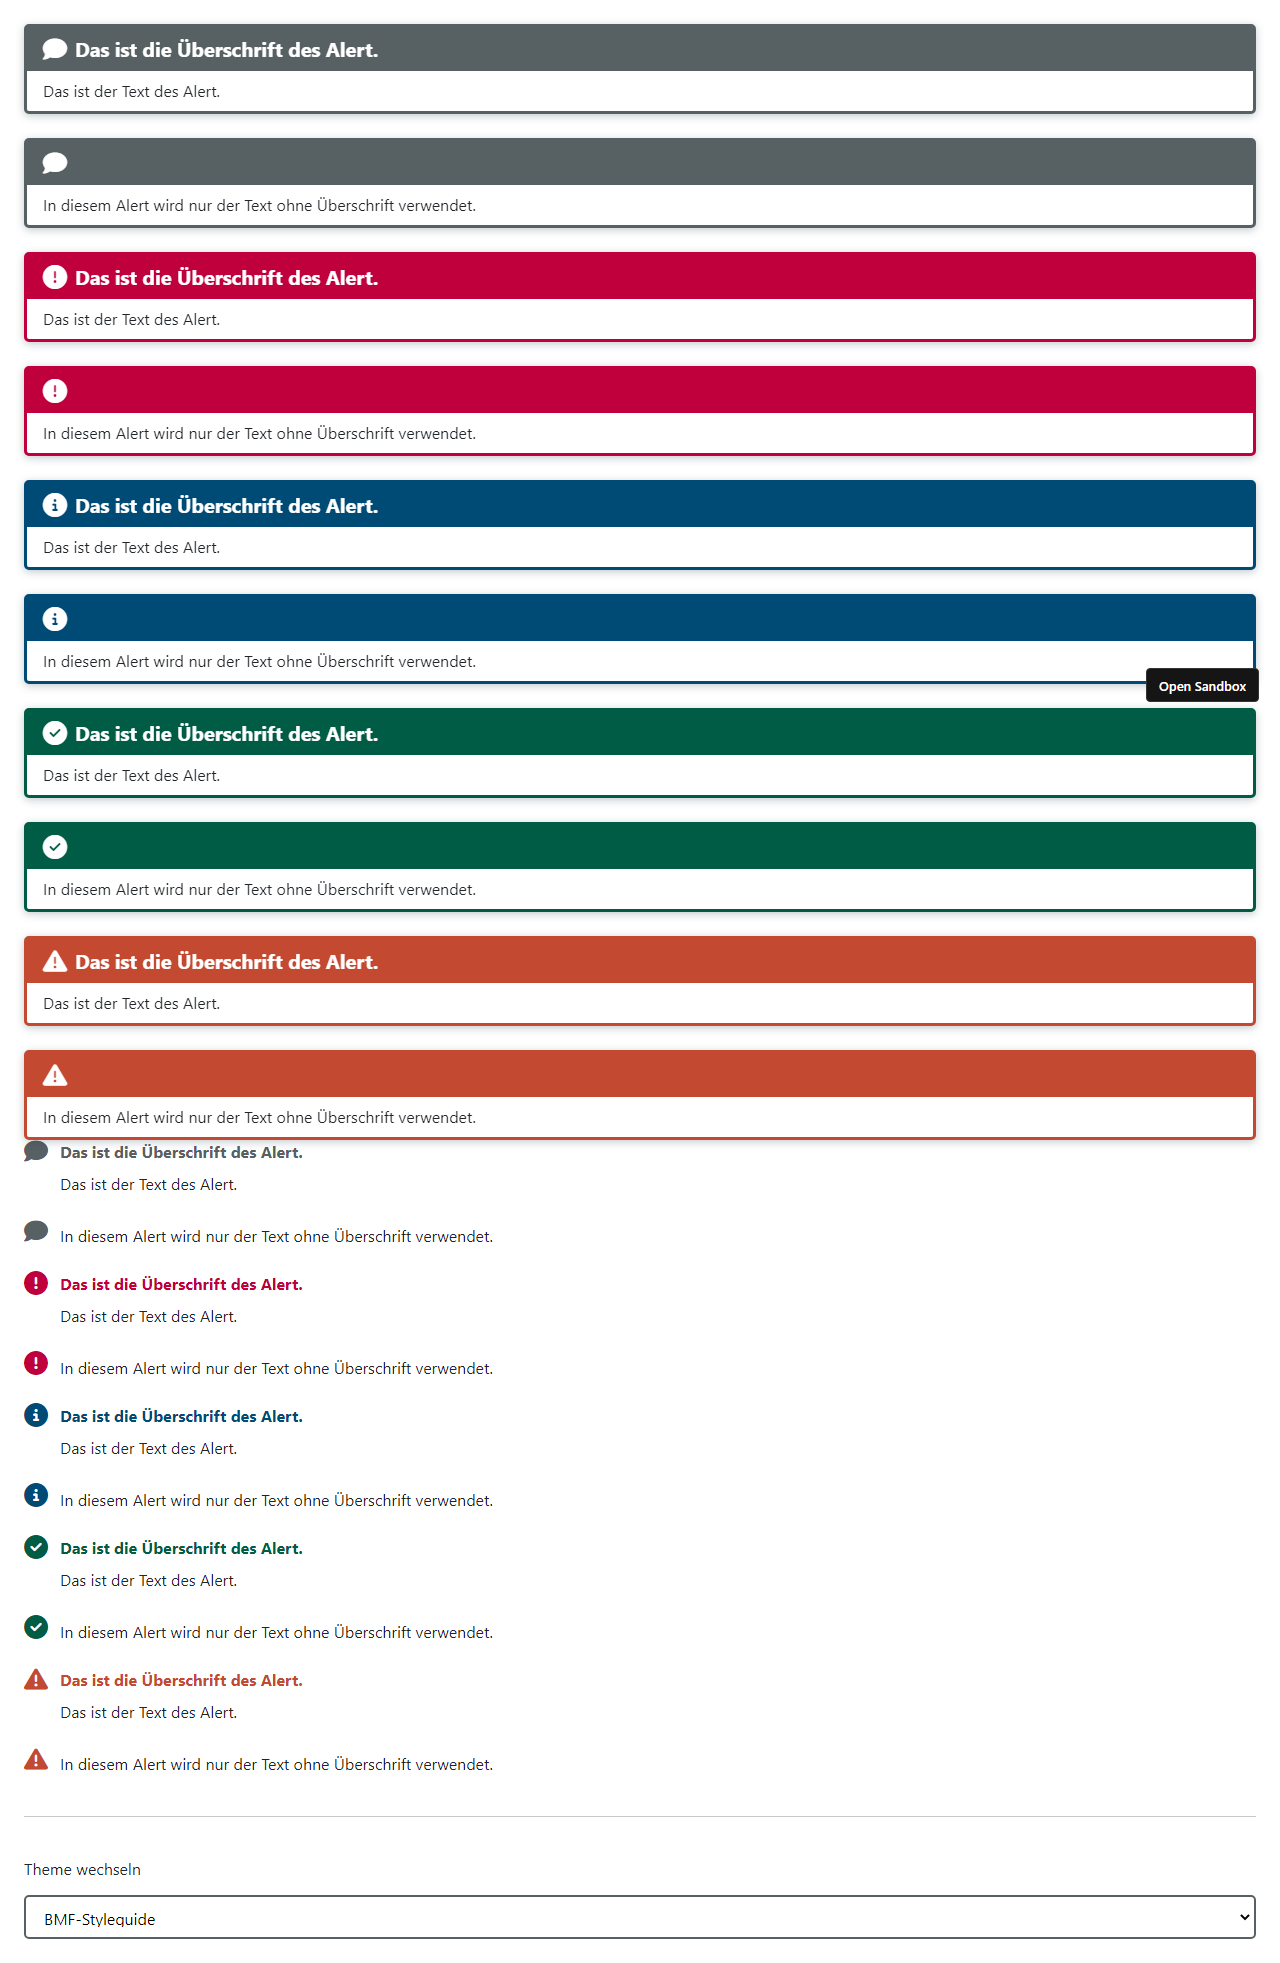 Das ist die Überschrift des Alert.
Das ist der Text des Alert.
In diesem Alert wird nur der Text ohne Überschrift verwendet.
Das ist die Überschrift des Alert.
Das ist der Text des Alert.
In diesem Alert wird nur der Text ohne Überschrift verwendet.
Das ist die Überschrift des Alert.
Das ist der Text des Alert.
In diesem Alert wird nur der Text ohne Überschrift verwendet.
Open Sandbox
Das ist die Überschrift des Alert.
Das ist der Text des Alert.
In diesem Alert wird nur der Text ohne Überschrift verwendet.
Das ist die Überschrift des Alert.
Das ist der Text des Alert.
In diesem Alert wird nur der Text ohne Überschrift verwendet.
Das ist die Überschrift des Alert.
Das ist der Text des Alert.
In diesem Alert wird nur der Text ohne Überschrift verwendet.
Das ist die Überschrift des Alert.
Das ist der Text des Alert.
In diesem Alert wird nur der Text ohne Überschrift verwendet.
Das ist die Überschrift des Alert.
Das ist der Text des Alert.
In diesem Alert wird nur der Text ohne Überschrift verwendet.
Das ist die Überschrift des Alert.
Das ist der Text des Alert.
In diesem Alert wird nur der Text ohne Überschrift verwendet.
Das ist die Überschrift des Alert.
Das ist der Text des Alert.
In diesem Alert wird nur der Text ohne Überschrift verwendet.
Theme wechseln
BMF-Styleguide